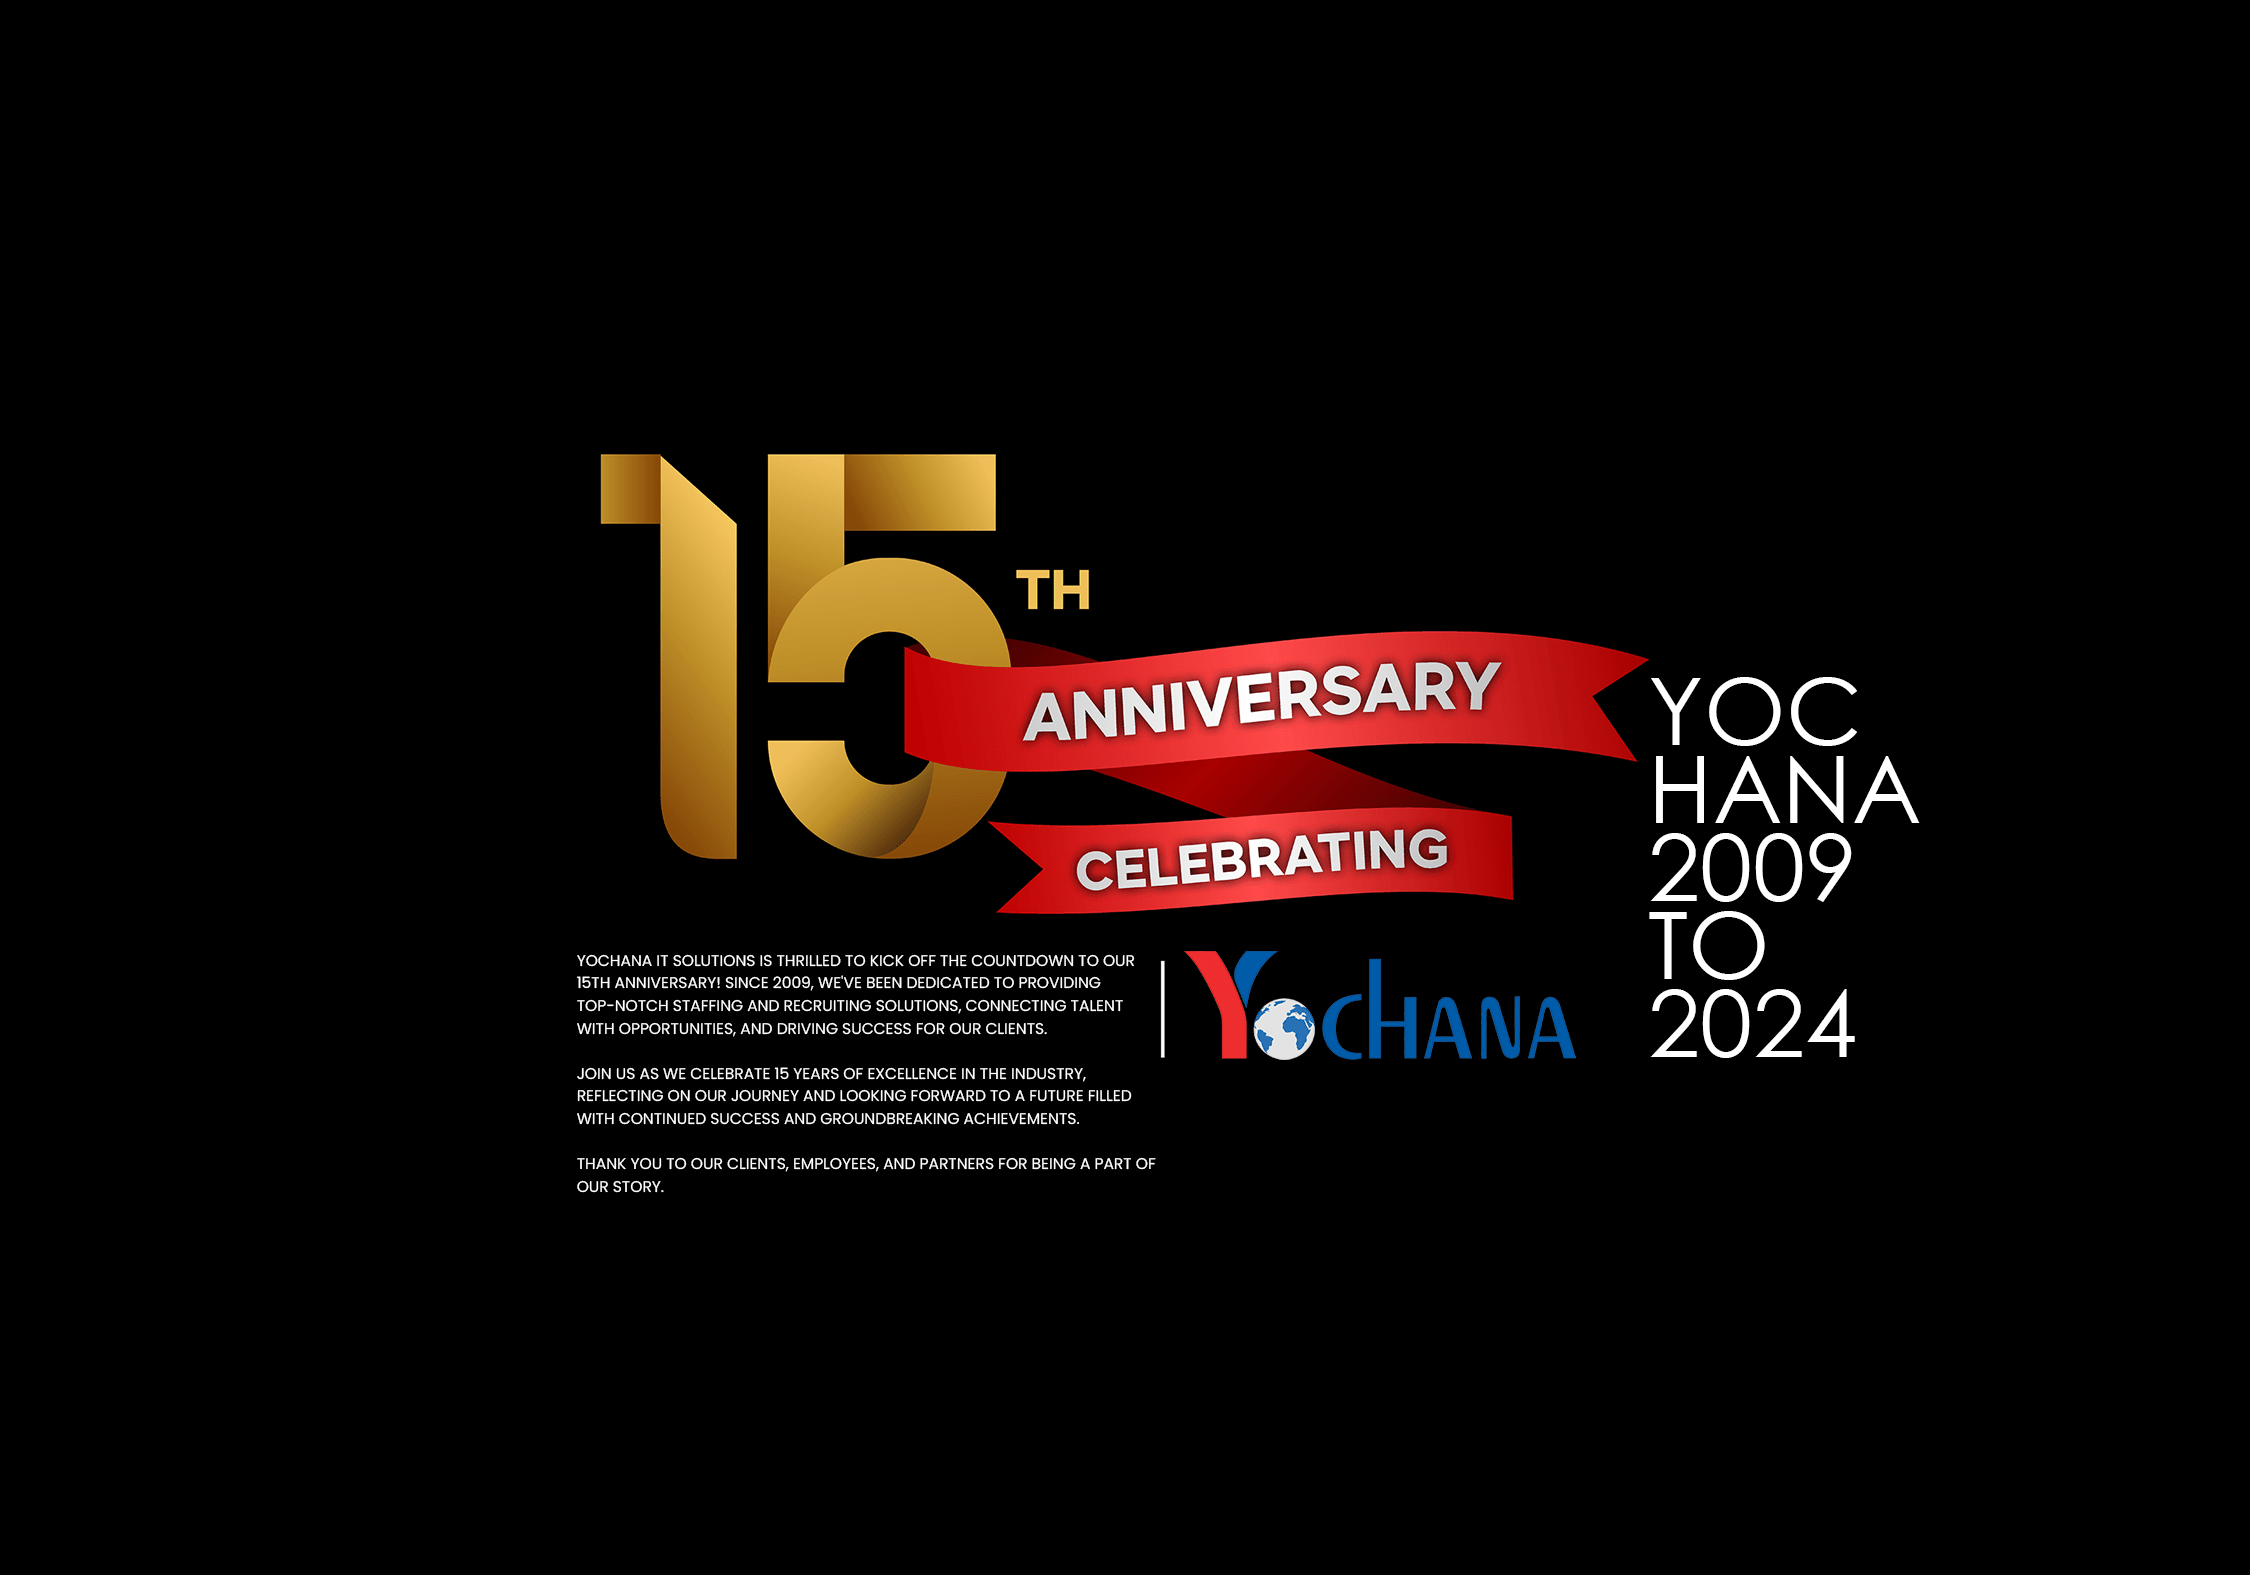 15
TH
ANNIVERSARY
CELEBRATING
YOCHANA IT SOLUTIONS IS THRILLED TO KICK OFF THE COUNTDOWN TO OUR
15TH ANNIVERSARY! SINCE 2009, WE'VE BEEN DEDICATED TO PROVIDING
TOP-NOTCH STAFFING AND RECRUITING SOLUTIONS, CONNECTING TALENT
WITH OPPORTUNITIES, AND DRIVING SUCCESS FOR OUR CLIENTS.
JOIN US AS WE CELEBRATE 15 YEARS OF EXCELLENCE IN THE INDUSTRY,
REFLECTING ON OUR JOURNEY AND LOOKING FORWARD TO A FUTURE FILLED
WITH CONTINUED SUCCESS AND GROUNDBREAKING ACHIEVEMENTS.
THANK YOU TO OUR CLIENTS, EMPLOYEES, AND PARTNERS FOR BEING A PART OF
OUR STORY.
YOCHANA
YOC
HANA
2009
TO
2024